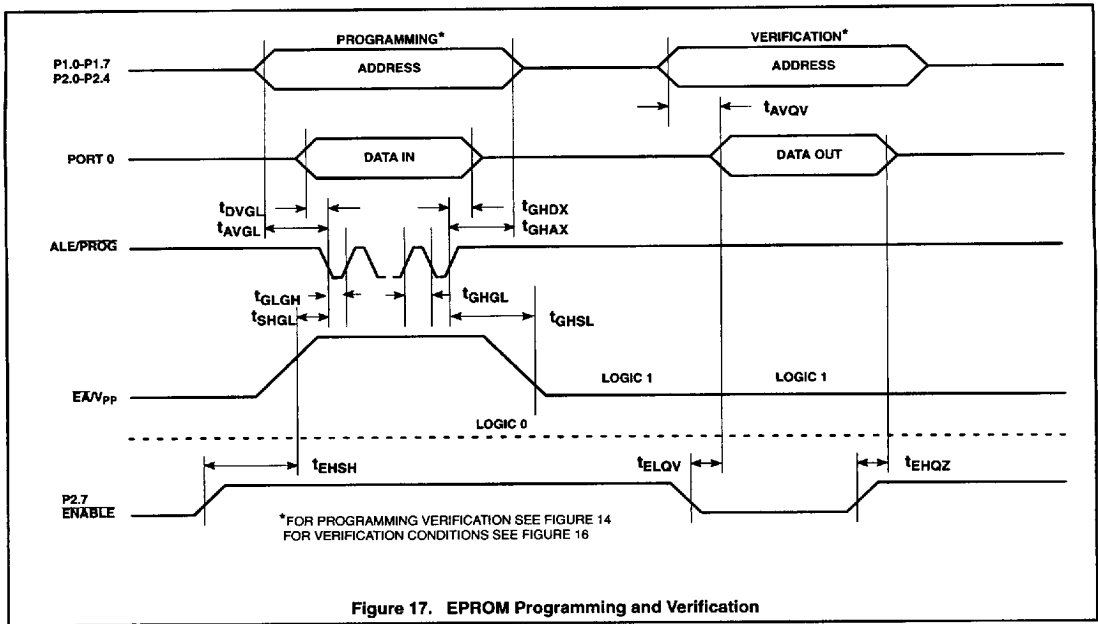 PROGRAMMING*
VERIFICATION*
P1.0-P1.7
P2.0-P2.4
ADDRESS
ADDRESS
tAVQV
PORT 0
DATA IN
DATA OUT
tDVGL
tGHDX
tAVGL
tGHAX
ALE/PROG
tGLGH
tGHGL
tSHGL
tGHSL
LOGIC 1
LOGIC 1
EA/VPP
LOGIC 0
tEHSH
tELQV
tEHQZ
P2.7
ENABLE
*FOR PROGRAMMING VERIFICATION SEE FIGURE 14
FOR VERIFICATION CONDITIONS SEE FIGURE 16
Figure 17. EPROM Programming and Verification